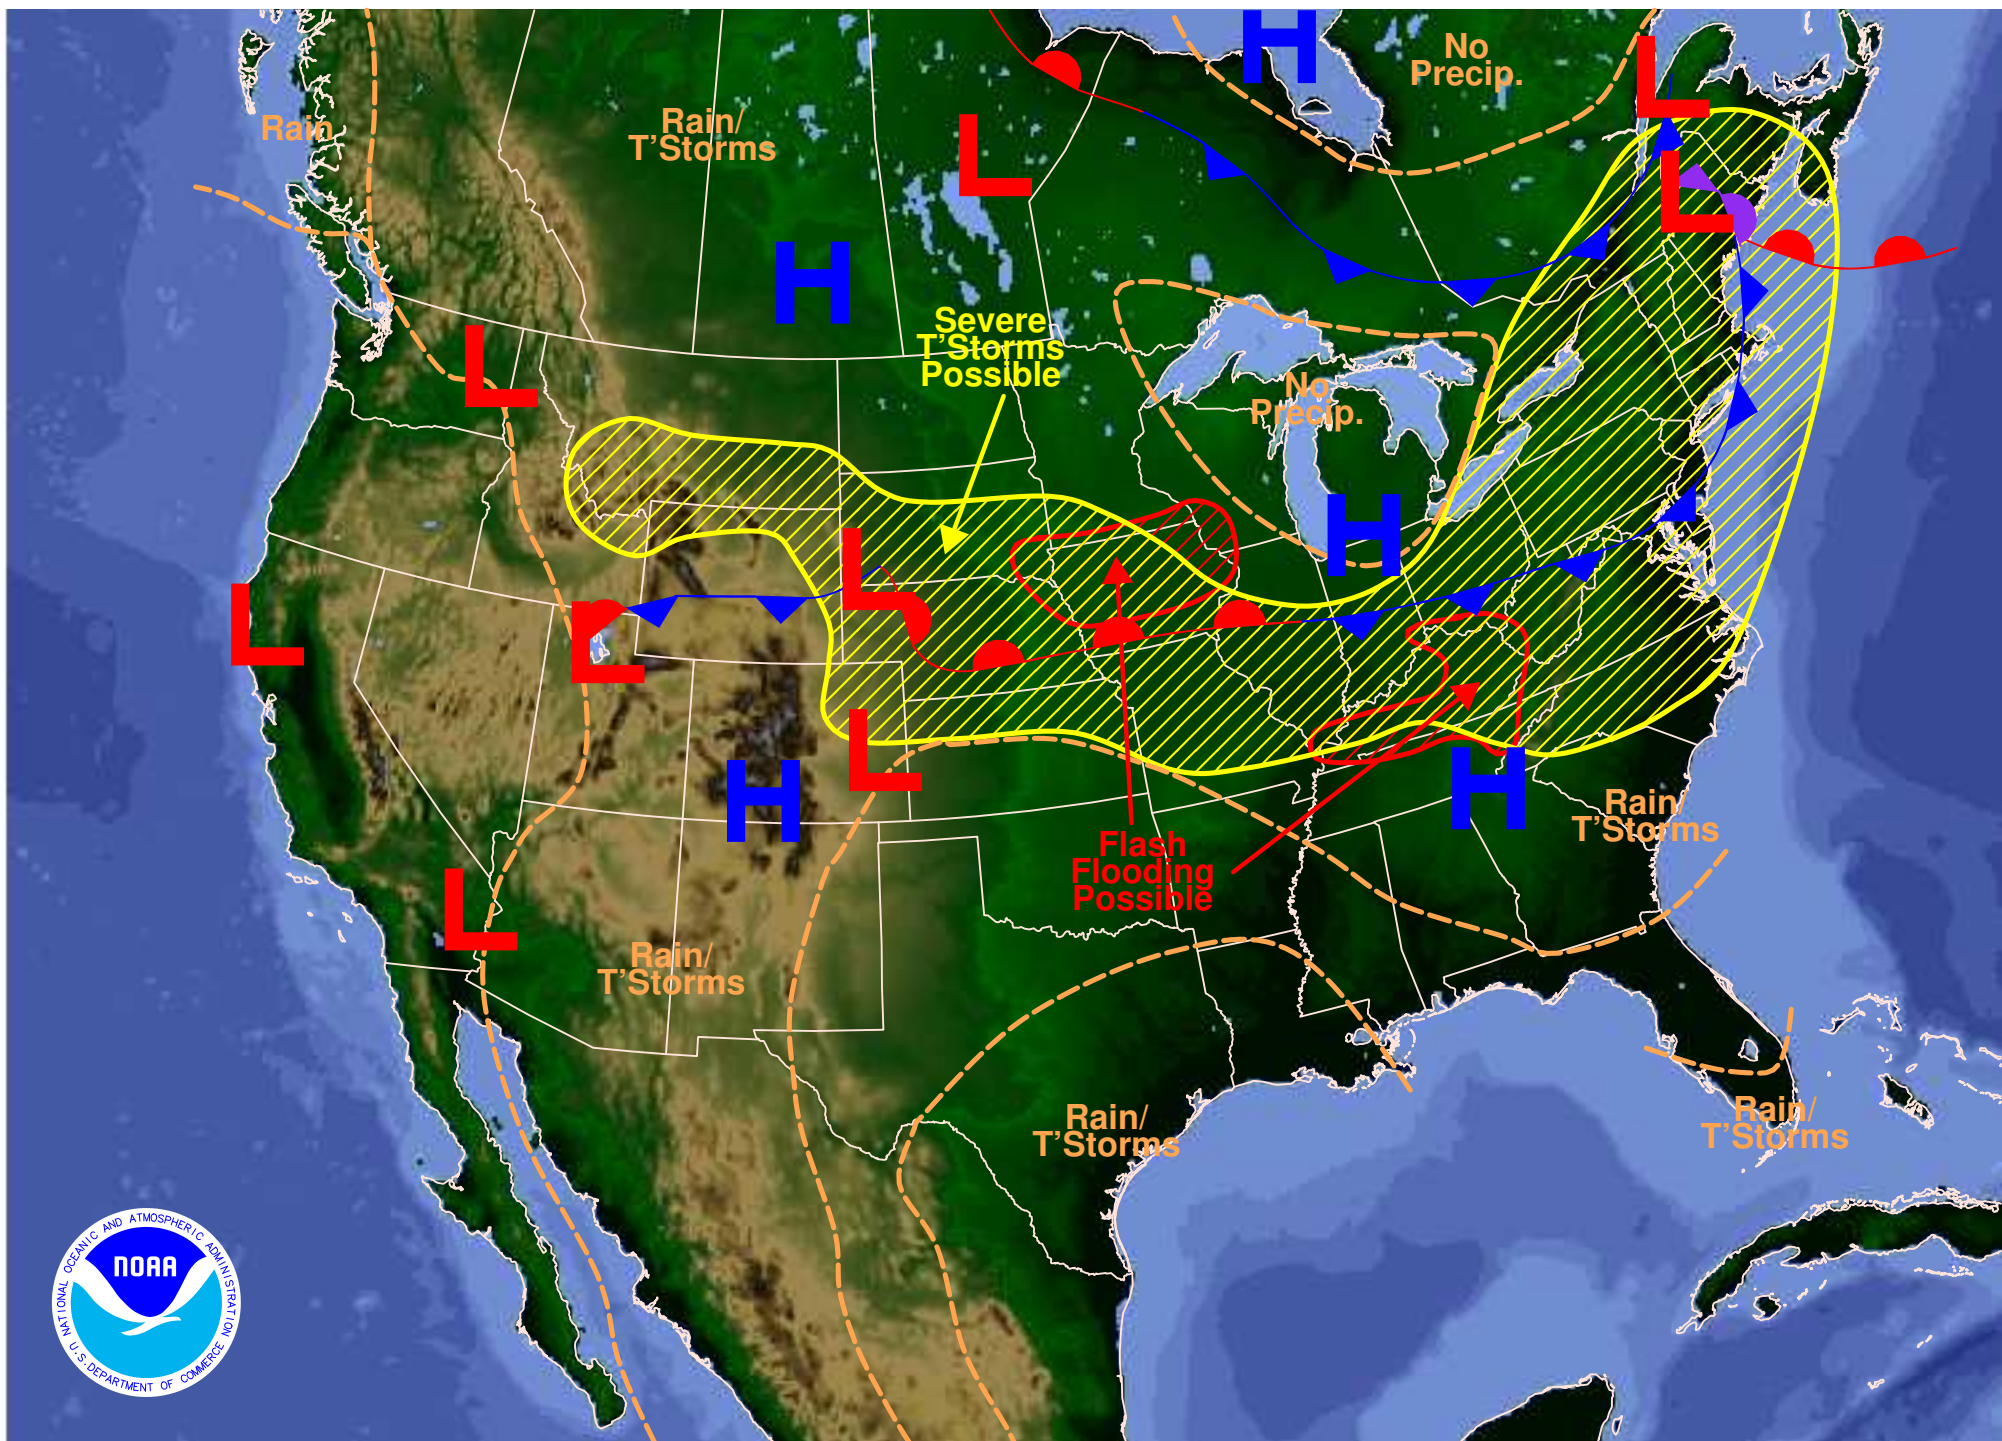 No
Precip.
H
L
Rain
Rain/
T'Storms
L
L
H
Severe
T'Storms
Possible
L
No
Precip.
H
L
L
L
L
H
H
Rain/
T'Storms
Flash
Flooding
Possible
L
Rain/
T'Storms
Rain/
T'Storms
Rain/
T'Storms
NATIONAL OCEANIC AND ATMOSPHERIC ADMINISTRATION
NOAA
U.S. DEPARTMENT OF COMMERCE